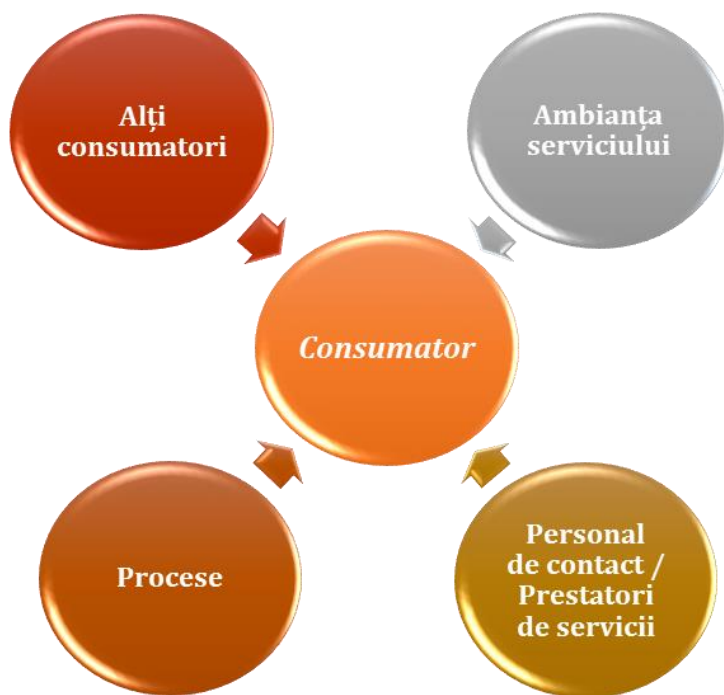 Alți
consumatori
Ambianța
serviciului
Consumator
Procese
Personal
de contact /
Prestatori
de servicii